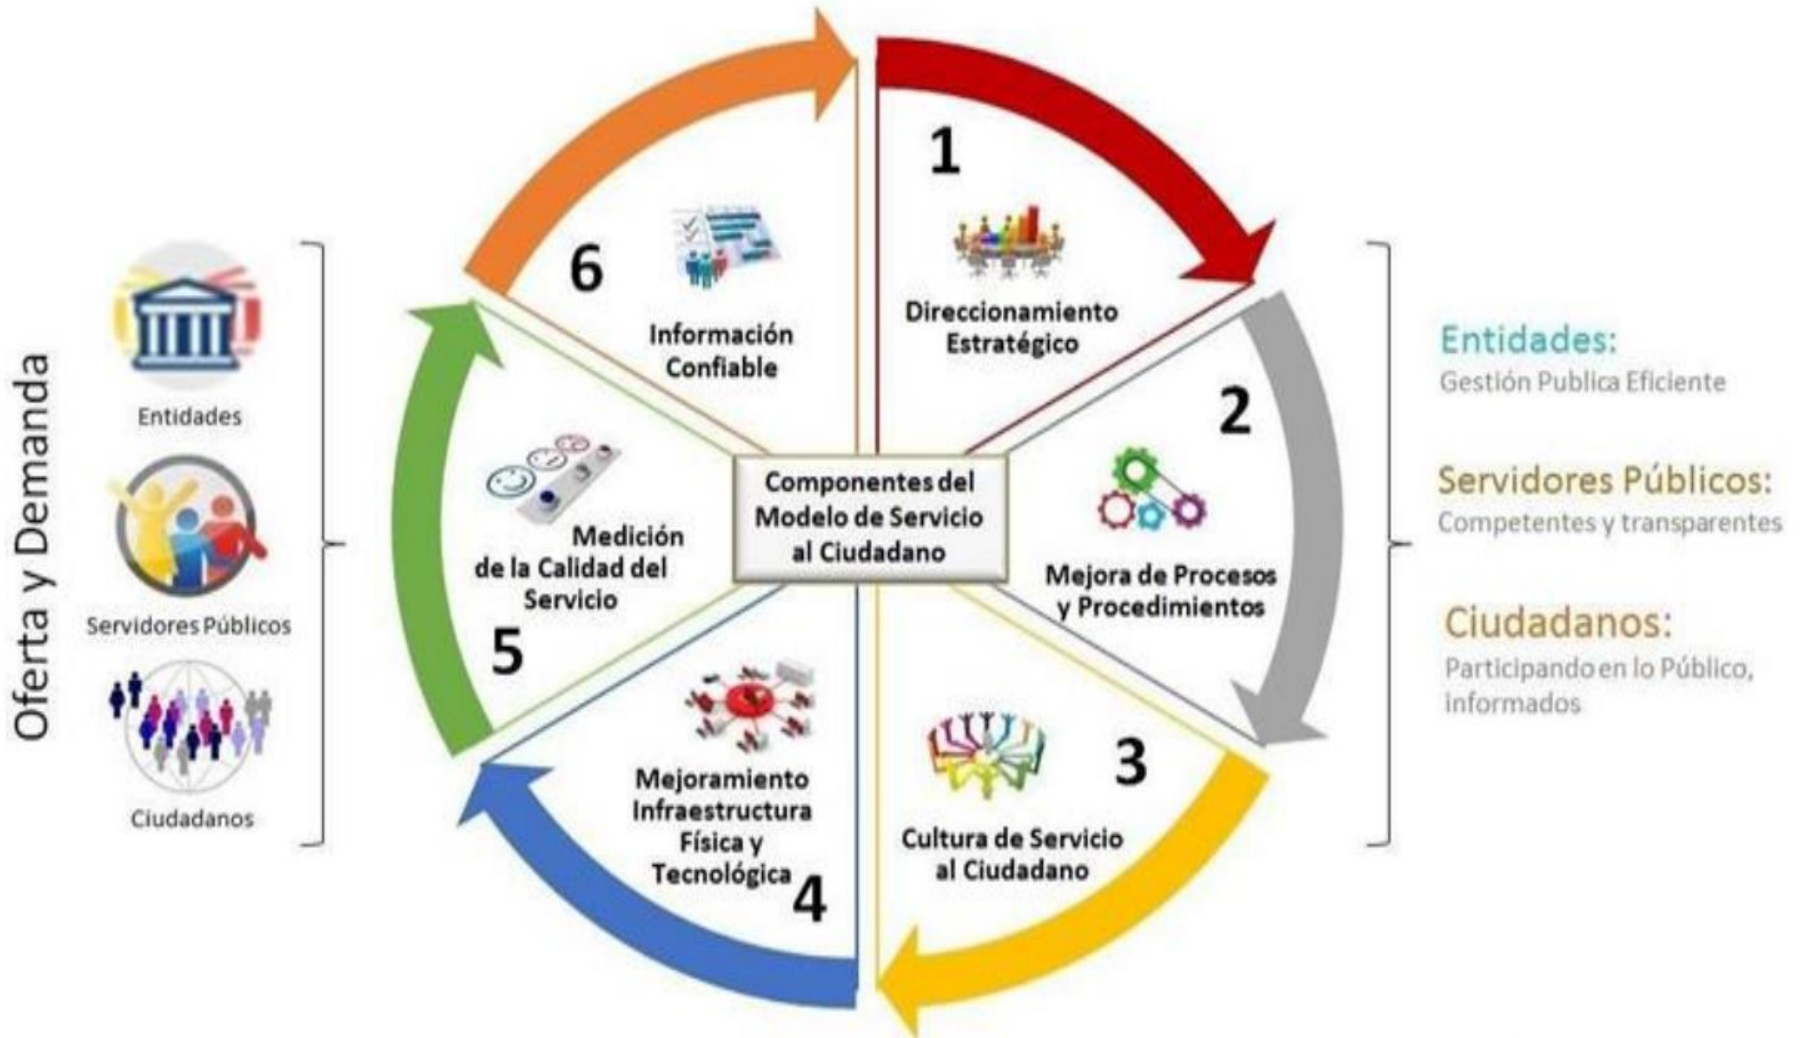 Oferta y Demanda
Entidades
Servidores Públicos
Ciudadanos
Componentes del
Modelo de Servicio
al Ciudadano
1
Direccionamiento
Estratégico
2
Mejora de Procesos
y Procedimientos
3
Cultura de Servicio
al Ciudadano
Mejoramiento
Infraestructura
Física y
Tecnológica
4
Medición
de la Calidad del
Servicio
5
6
Información
Confiable
Entidades:
Gestión Publica Eficiente
Servidores Públicos:
Competentes y transparentes
Ciudadanos:
Participando en lo Público,
informados